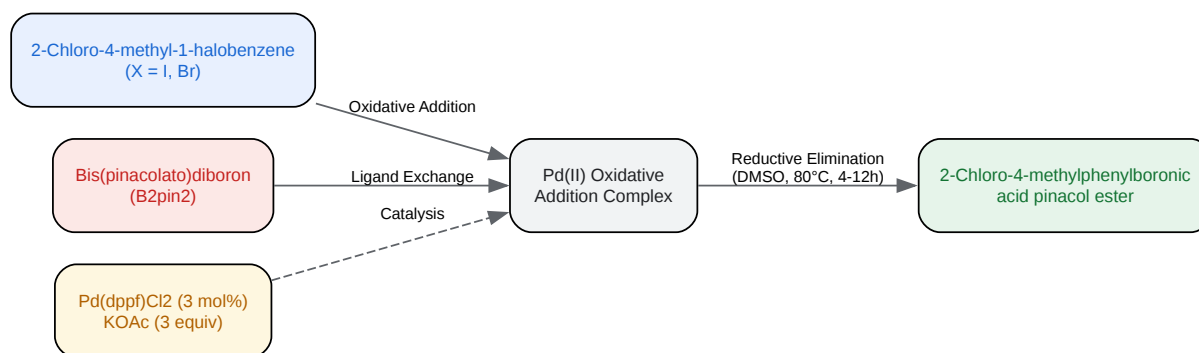 2-Chloro-4-methyl-1-halobenzene
(X = I, Br)
Oxidative Addition
Bis(pinacolato)diboron
(B2pin2)
Ligand Exchange
Catalysis
Pd(dppf)Cl2 (3 mol%)
KOAc (3 equiv)
Pd(II) Oxidative
Addition Complex
Reductive Elimination
(DMSO, 80°C, 4-12h)
2-Chloro-4-methylphenylboronic
acid pinacol ester